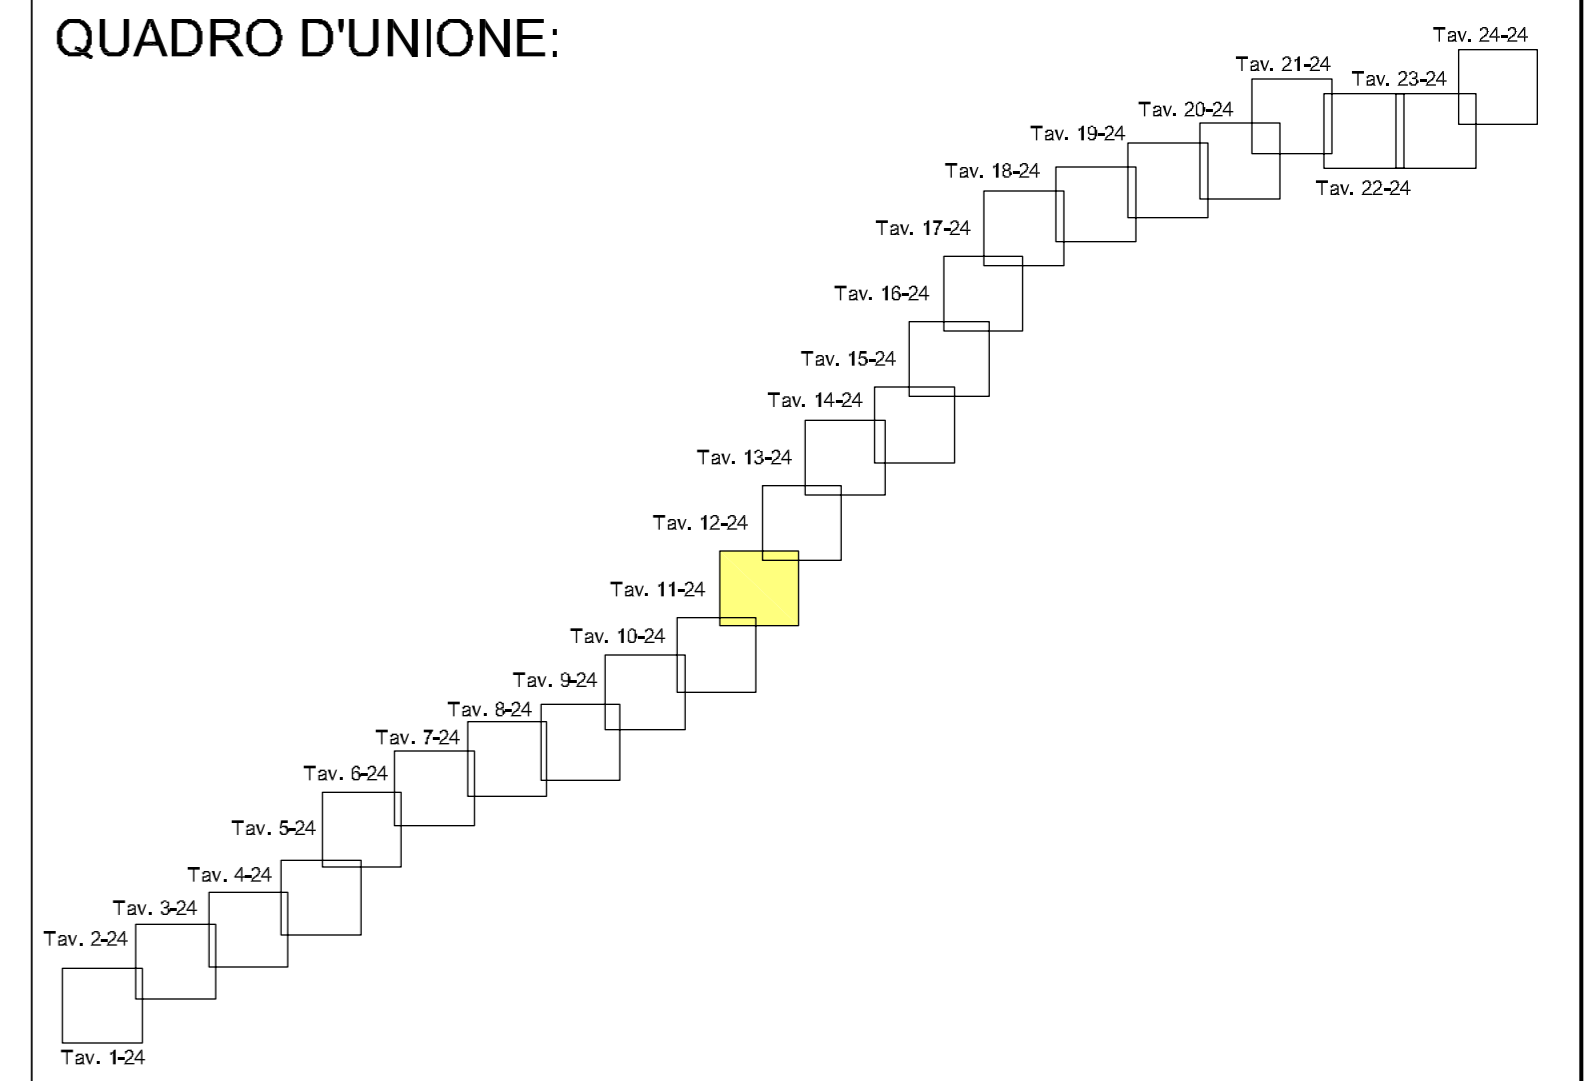 QUADRO D'UNIONE:
Tav. 24-24
Tav. 21-24
Tav. 23-24
Tav. 20-24
Tav. 19-24
Tav. 18-24
Tav. 22-24
Tav. 17-24
Tav. 16-24
Tav. 15-24
Tav. 14-24
Tav. 13-24
Tav. 12-24
Tav. 11-24
Tav. 10-24
Tav. 9-24
Tav. 8-24
Tav. 7-24
Tav. 6-24
Tav. 5-24
Tav. 4-24
Tav. 3-24
Tav. 2-24
Tav. 1-24